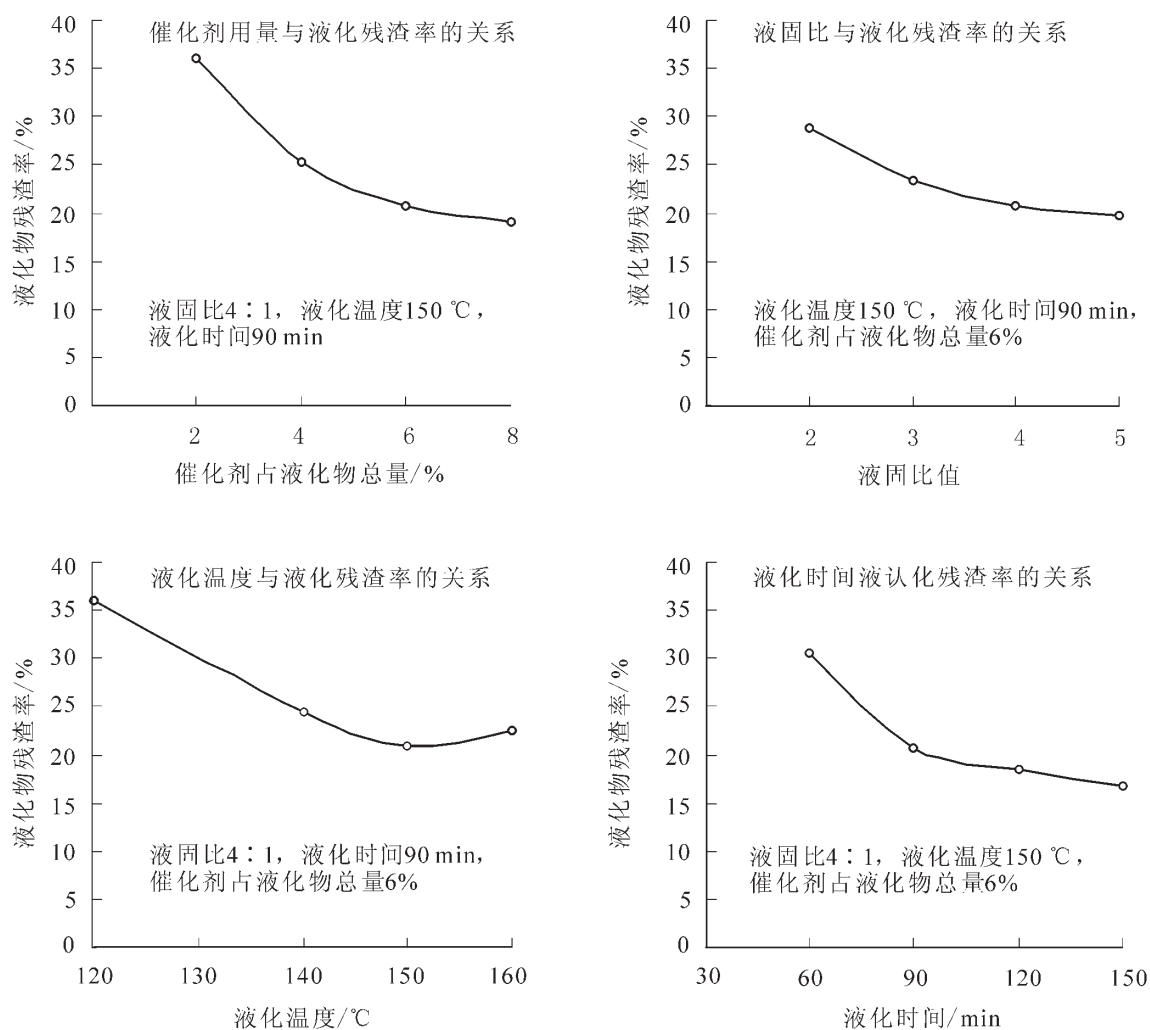 催化剂用量与液化残渣率的关系
40
35
30
25
20
15
10
5
0
液化物残渣率/%
液固比4∶1，液化温度150 ℃，
液化时间90 min
2 4 6 8
催化剂占液化物总量/%
液固比与液化残渣率的关系
40
35
30
25
20
15
10
5
0
液化物残渣率/%
液化温度150 ℃，液化时间90 min，
催化剂占液化物总量6%
2 3 4 5
液固比值
液化温度与液化残渣率的关系
40
35
30
25
20
15
10
5
0
液化物残渣率/%
液固比4∶1，液化时间90 min，
催化剂占液化物总量6%
120 130 140 150 160
液化温度/℃
液化时间液认化残渣率的关系
40
35
30
25
20
15
10
5
0
液化物残渣率/%
液固比4∶1，液化温度150 ℃，
催化剂占液化物总量6%
30 60 90 120 150
液化时间/min